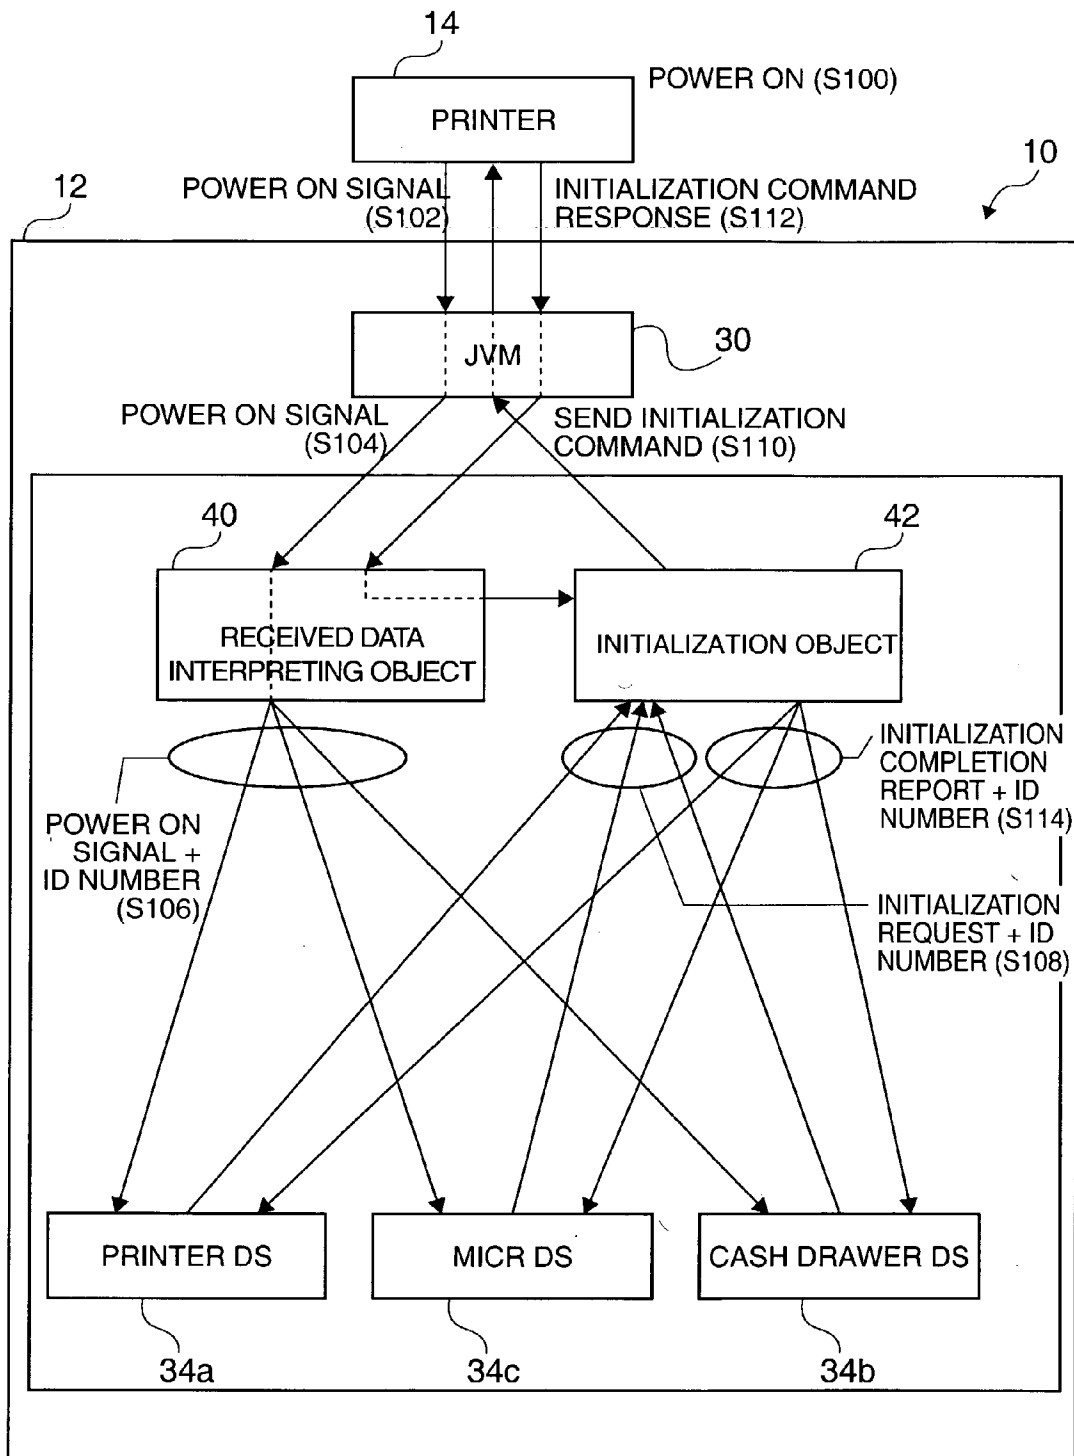 14
POWER ON (S100)
PRINTER
10
12
POWER ON SIGNAL
(S102)
INITIALIZATION COMMAND
RESPONSE (S112)
30
JVM
POWER ON SIGNAL
(S104)
SEND INITIALIZATION
COMMAND (S110)
40
42
RECEIVED DATA
INTERPRETING OBJECT
INITIALIZATION OBJECT
INITIALIZATION
COMPLETION
REPORT + ID
NUMBER (S114)
POWER ON
SIGNAL +
ID NUMBER
(S106)
INITIALIZATION
REQUEST + ID
NUMBER (S108)
PRINTER DS
MICR DS
CASH DRAWER DS
34a
34c
34b